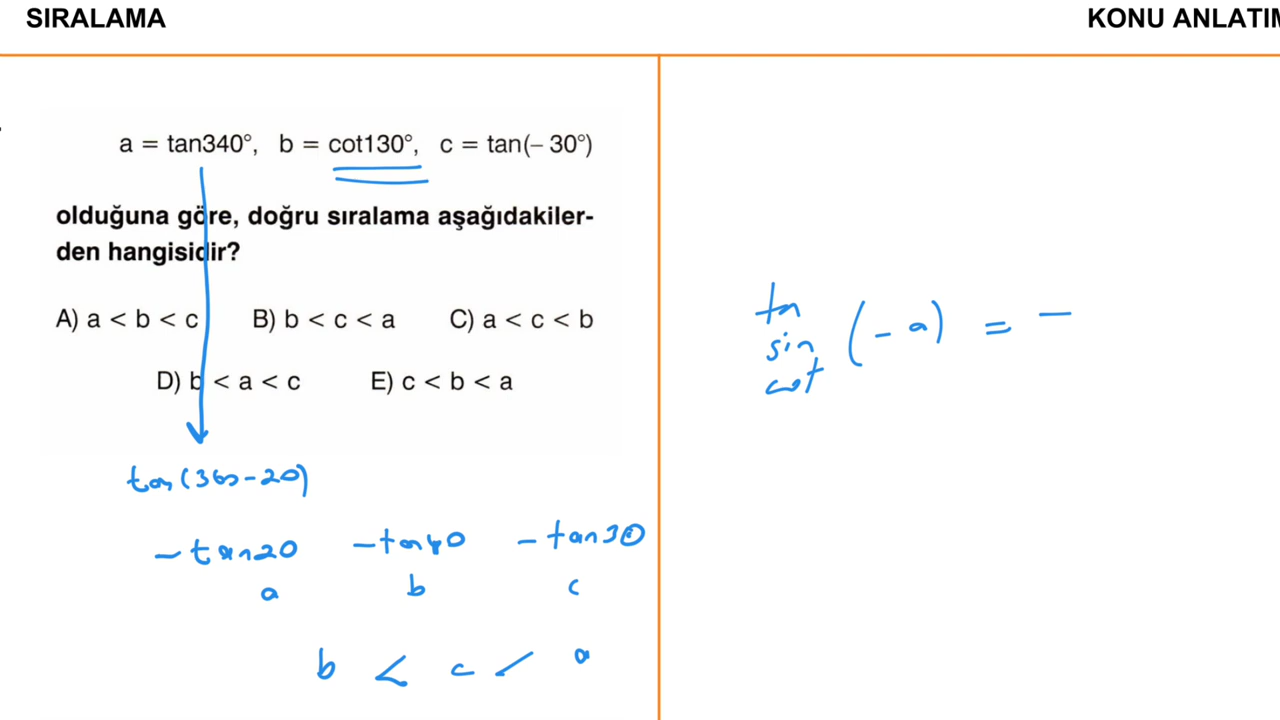 SIRALAMA
KONU ANLATIM
a = tan340°, b = cot130°, c = tan(– 30°)
olduğuna göre, doğru sıralama aşağıdakiler-
den hangisidir?
A) a < b < c B) b < c < a C) a < c < b
D) b < a < c E) c < b < a
tan(360-20)
-tan20 -tan40 -tan30
a b c
b < c < a
tan
sin (-a) = -
cot